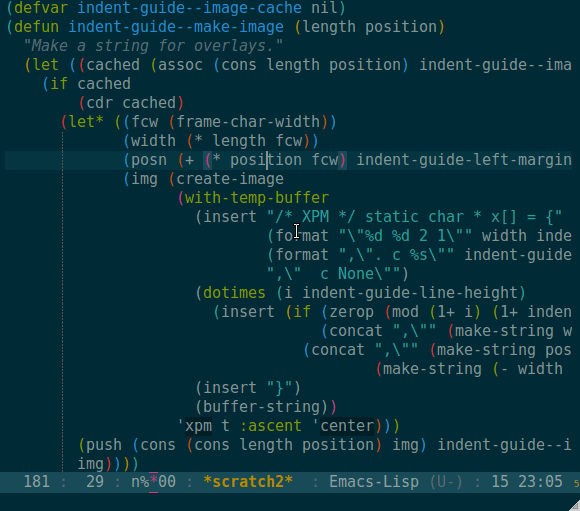 (defvar indent-guide--image-cache nil)
(defun indent-guide--make-image (length position)
  "Make a string for overlays."
  (let ((cached (assoc (cons length position) indent-guide--ima
    (if cached
        (cdr cached)
      (let* ((fcw (frame-char-width))
             (width (* length fcw))
             (posn (+ (* position fcw) indent-guide-left-margin
             (img (create-image
                   (with-temp-buffer
                     (insert "/* XPM */ static char * x[] = {"
                             (format "\"%d %d 2 1\"" width inde
                             (format ",\". c %s\"" indent-guide
                             ",\"  c None\"")
                     (dotimes (i indent-guide-line-height)
                       (insert (if (zerop (mod (1+ i) (1+ inden
                                   (concat ",\"" (make-string w
                                 (concat ",\"" (make-string pos
                                         (make-string (- width
                     (insert "}")
                     (buffer-string))
                   'xpm t :ascent 'center)))
        (push (cons (cons length position) img) indent-guide--i
        img))))
  181 :  29 : n%*00 : *scratch2*  : Emacs-Lisp (U-) : 15 23:05 5